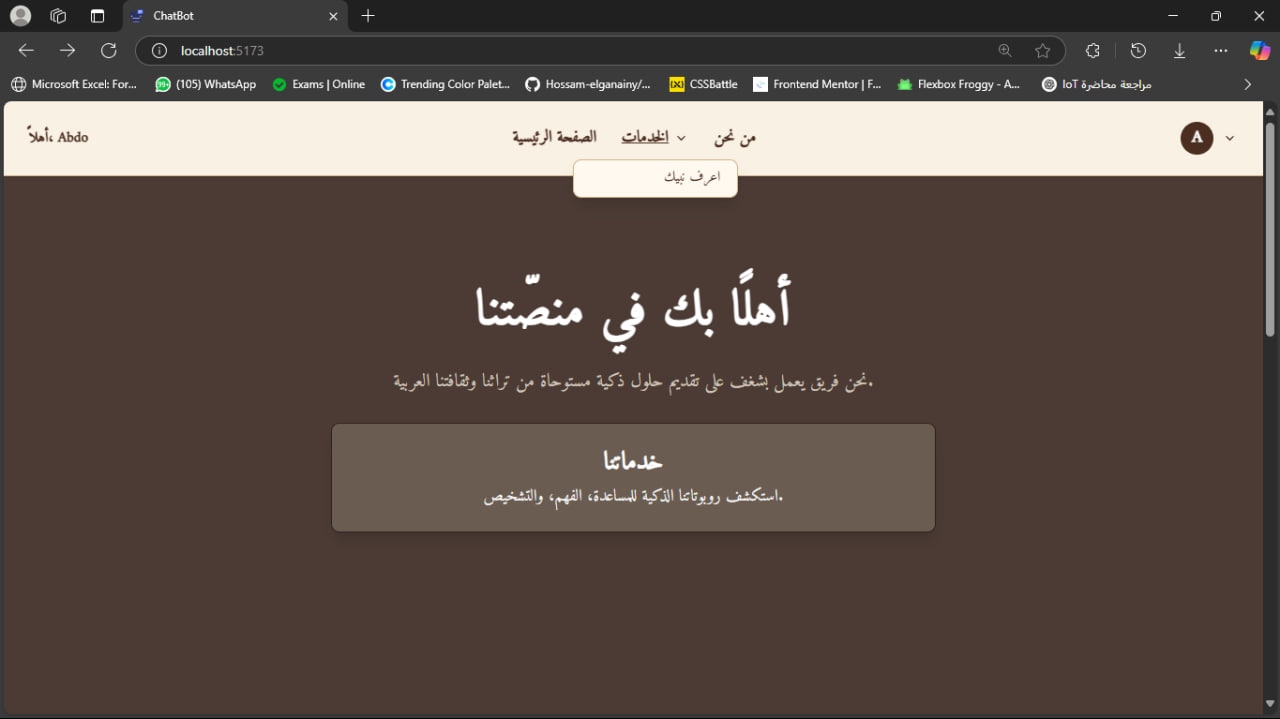 ChatBot
localhost:5173
Microsoft Excel: For...
99+ (105) WhatsApp
Exams | Online
Trending Color Palet...
Hossam-elganainy/...
CSSBattle
Frontend Mentor | F...
Flexbox Froggy - A...
مراجعة محاضرة IoT
أهلاً، Abdo
الصفحة الرئيسية
الخدمات
من نحن
A
اعرف نبيك
أهلًا بك في منصّتنا
.نحن فريق يعمل بشغف على تقديم حلول ذكية مستوحاة من تراثنا وثقافتنا العربية
خدماتنا
.استكشف روبوتاتنا الذكية للمساعدة، الفهم، والتشخيص